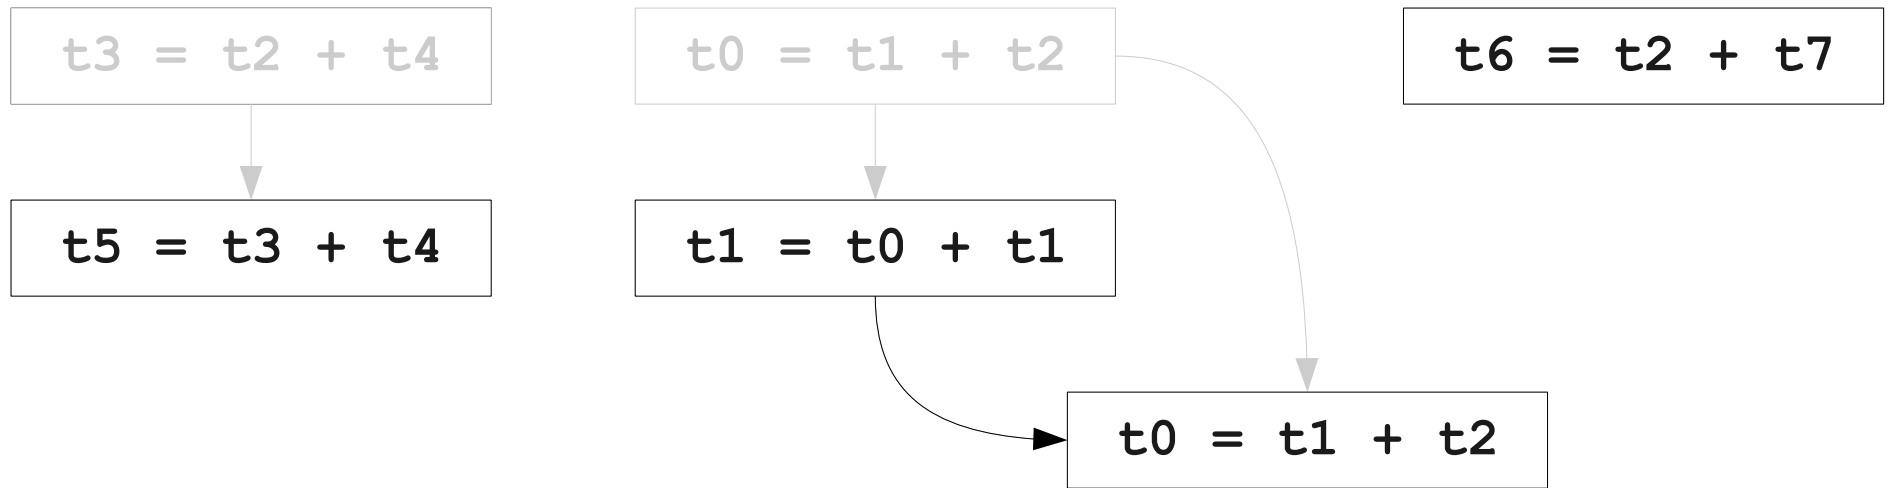 t3 = t2 + t4
t0 = t1 + t2
t6 = t2 + t7
t5 = t3 + t4
t1 = t0 + t1
t0 = t1 + t2